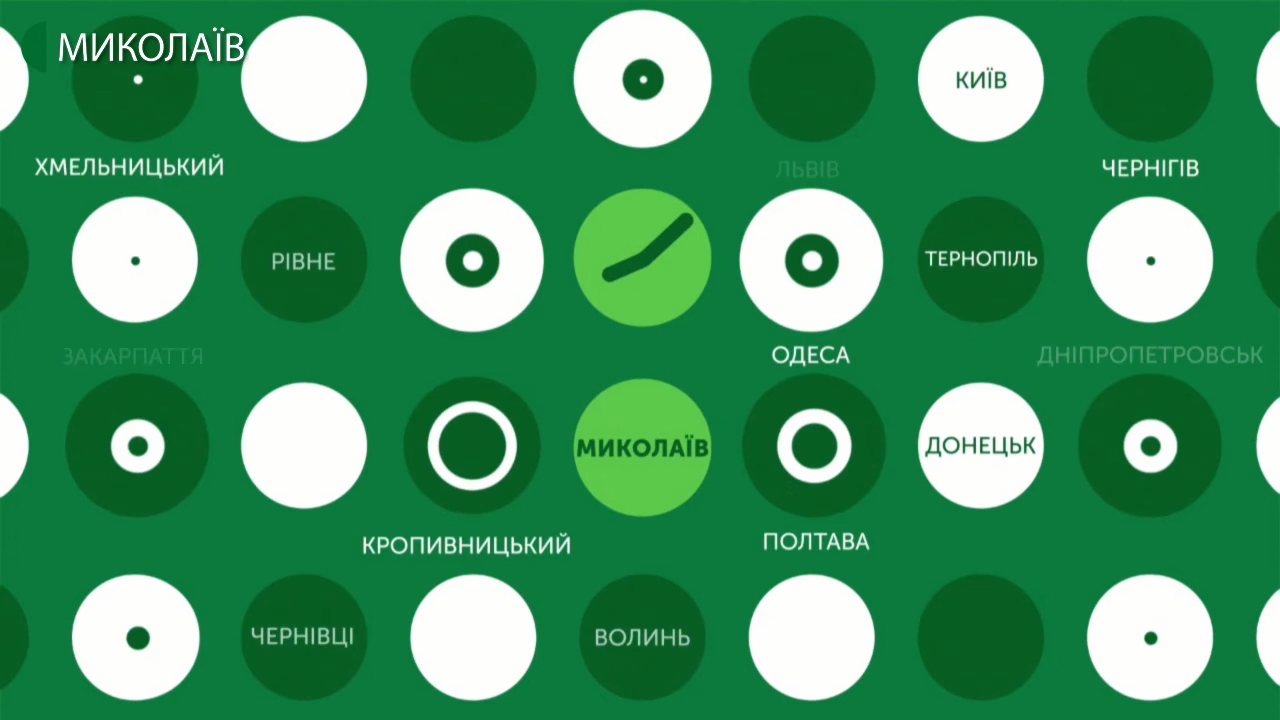 МИКОЛАЇВ
КИЇВ
ХМЕЛЬНИЦЬКИЙ
ЛЬВІВ
ЧЕРНІГІВ
РІВНЕ
ТЕРНОПІЛЬ
ЗАКАРПАТТЯ
ОДЕСА
ДНІПРОПЕТРОВСЬК
МИКОЛАЇВ
ДОНЕЦЬК
КРОПИВНИЦЬКИЙ
ПОЛТАВА
ЧЕРНІВЦІ
ВОЛИНЬ